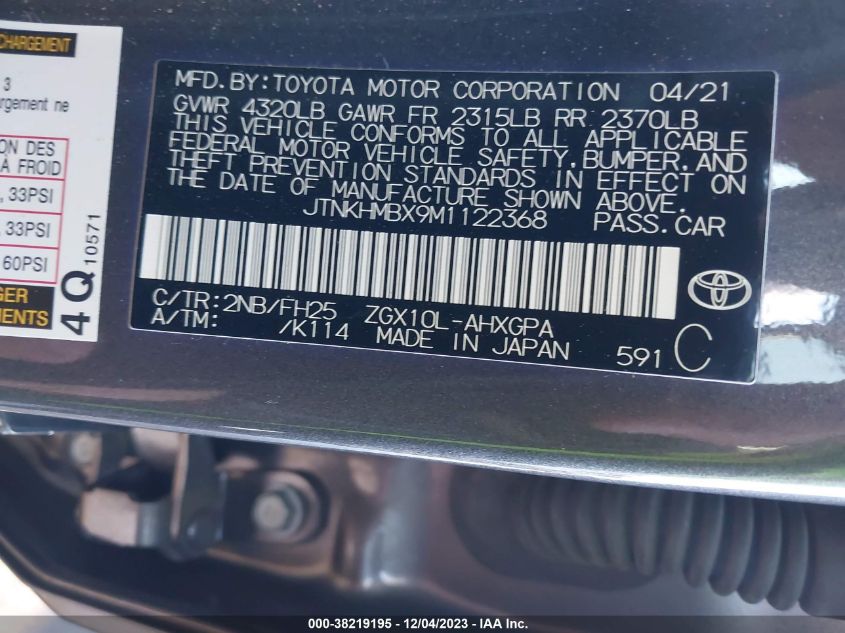 CHARGEMENT
3
rgement ne
ON DES
À FROID
, 33PSI
, 33PSI
60PSI
GER
EMENTS
4Q 10571
MFD. BY: TOYOTA MOTOR CORPORATION 04/21
GVWR 4320LB GAWR FR 2315LB RR 2370LB
THIS VEHICLE CONFORMS TO ALL APPLICABLE
FEDERAL MOTOR VEHICLE SAFETY, BUMPER, AND
THEFT PREVENTION STANDARDS IN EFFECT ON
THE DATE OF MANUFACTURE SHOWN ABOVE.
JTNKHMBX9M1122368 PASS. CAR
C/TR: 2NB/FH25 ZGX10L-AHXGPA
A/TM: /K114 MADE IN JAPAN 591 C
TOYOTA
000-38219195 - 12/04/2023 - IAA Inc.